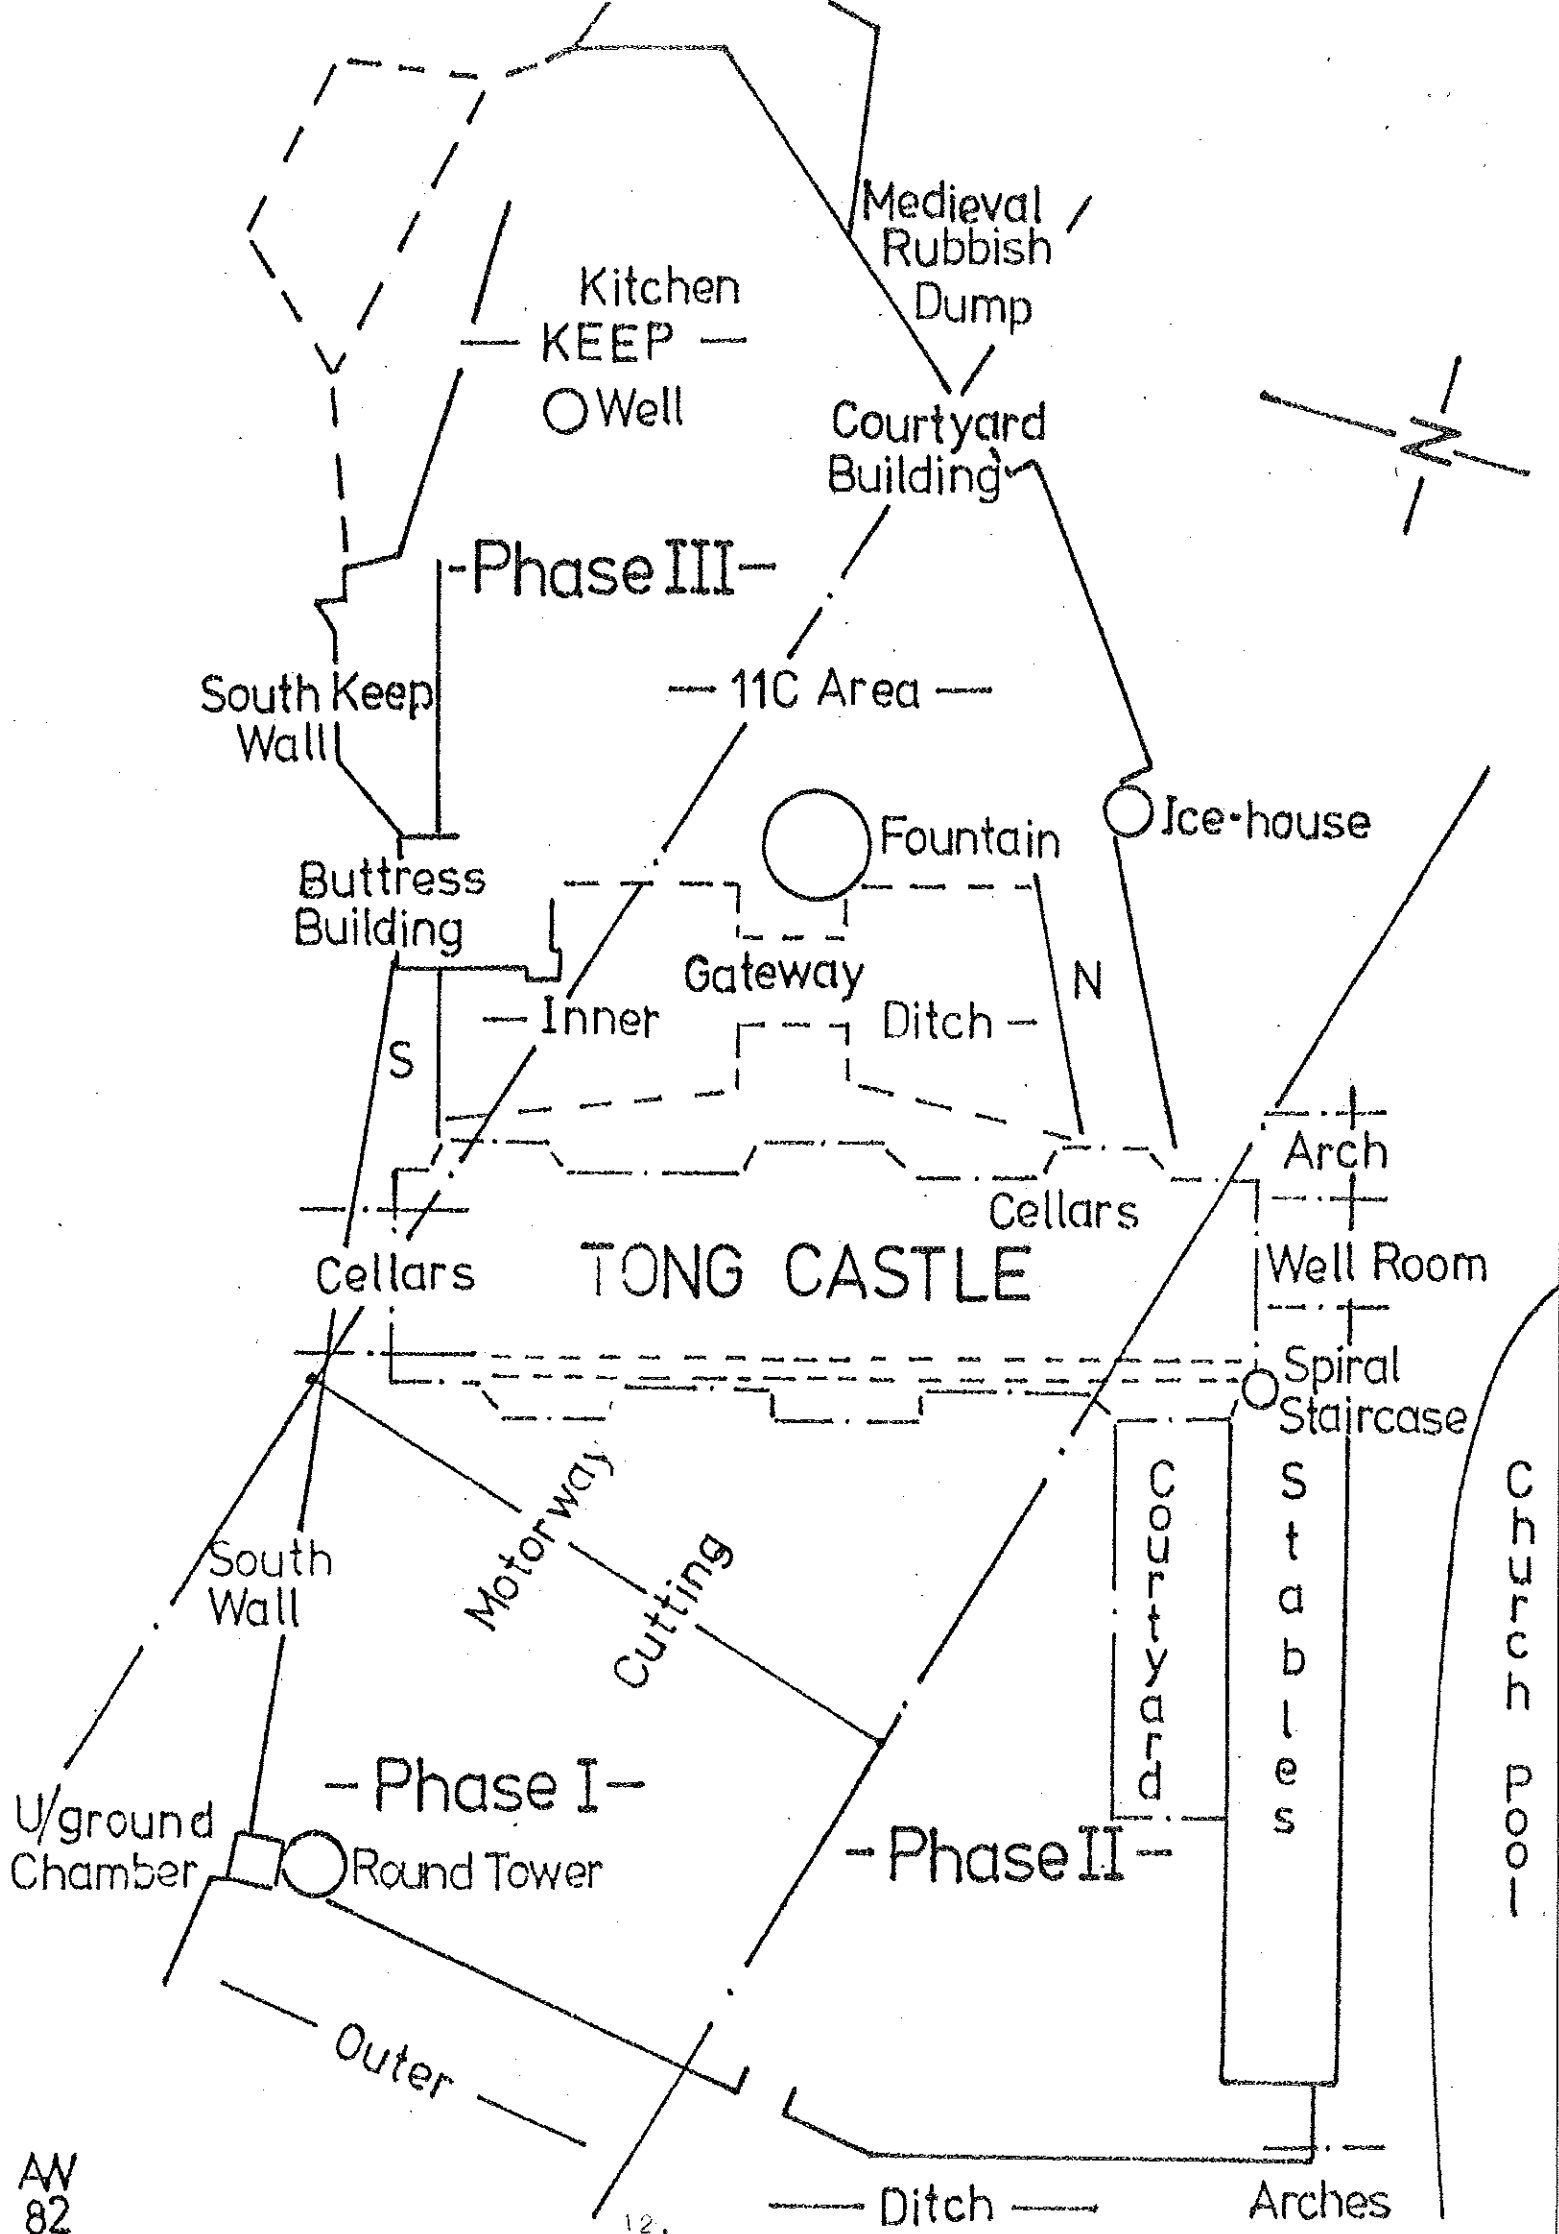 Medieval
Rubbish
Dump
Kitchen
KEEP
Well
Courtyard
Building
N
-Phase III-
11C Area
South Keep
Wall
Fountain
Ice-house
Buttress
Building
Gateway
N
Inner
Ditch
S
Arch
Cellars
Well Room
Cellars
TONG CASTLE
Spiral
Staircase
Motorway
Cutting
Courtyard
Stables
Church Pool
South
Wall
-Phase I-
U/ground
Chamber
Round Tower
-Phase II-
Outer
Ditch
Arches
AW
82
12.